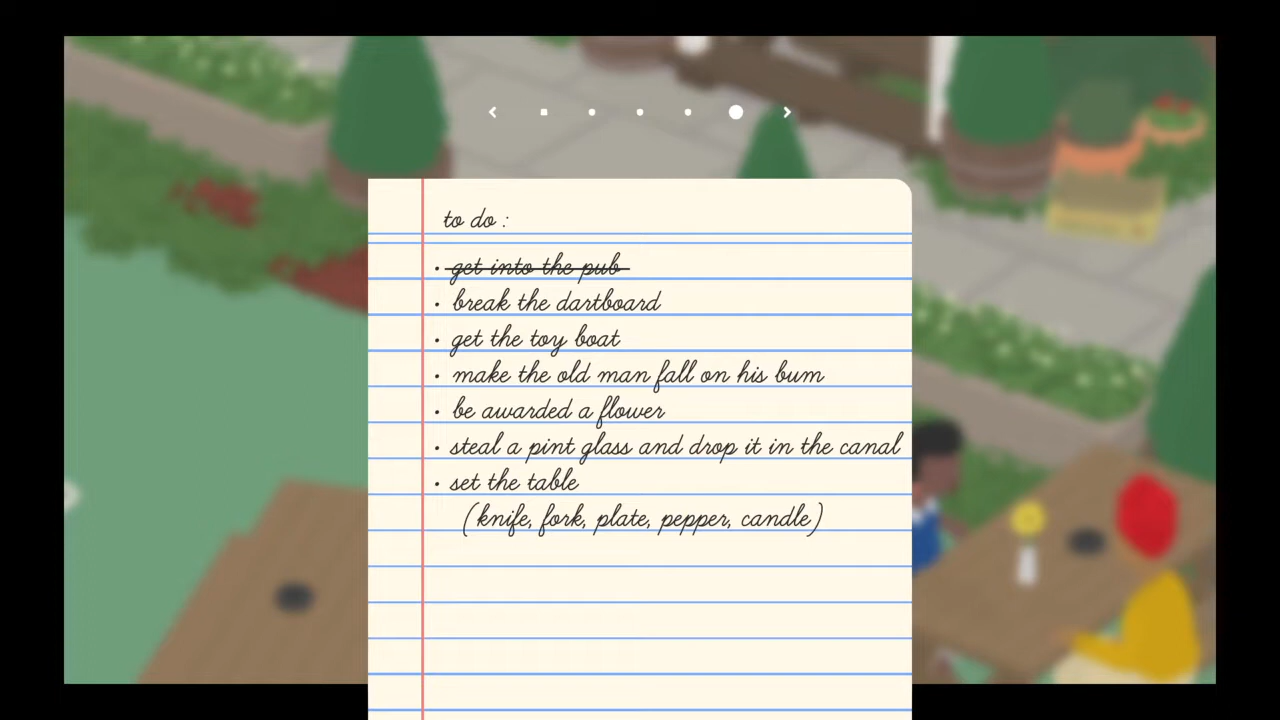 to do :
• get into the pub
• break the dartboard
• get the toy boat
• make the old man fall on his bum
• be awarded a flower
• steal a pint glass and drop it in the canal
• set the table
(knife, fork, plate, pepper, candle)